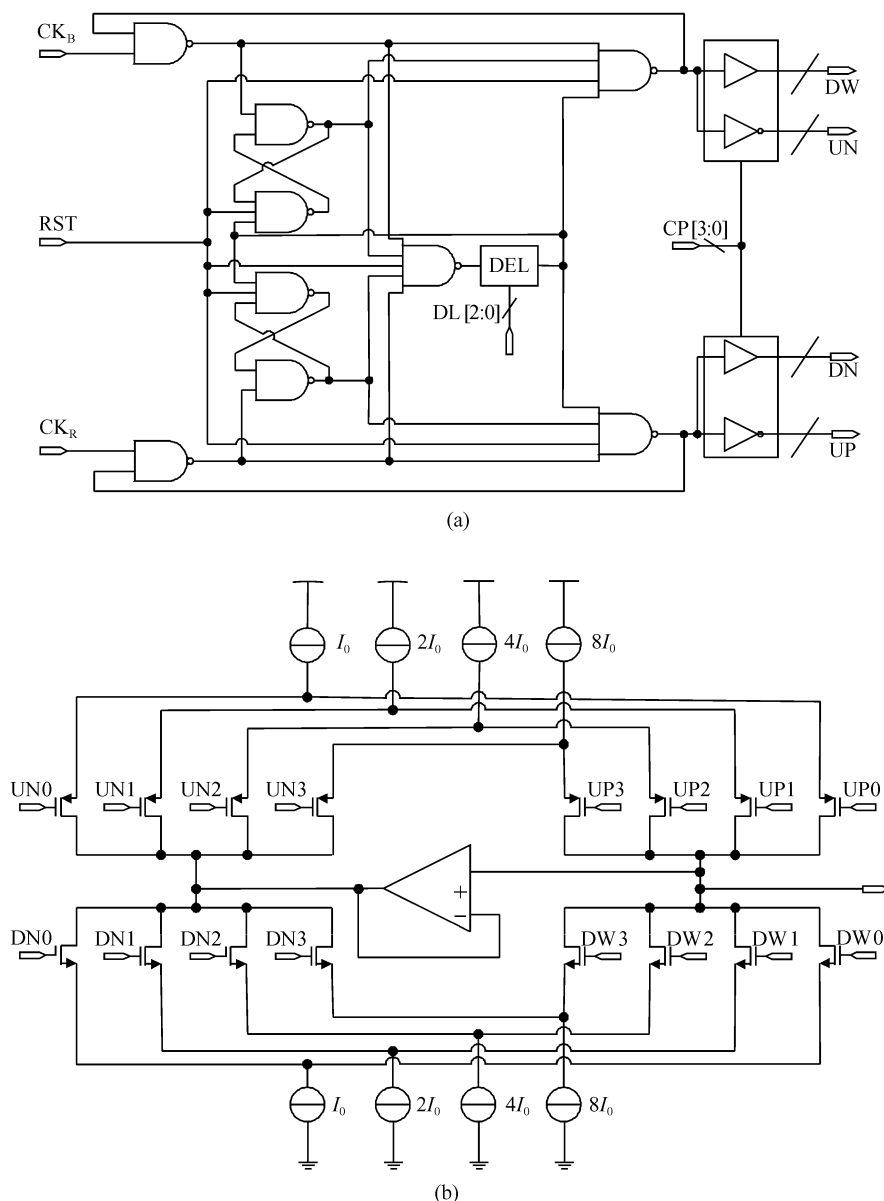 CK_B
DW
UN
RST
CP[3:0]
DEL
DL[2:0]
DN
CK_R
UP
(a)
I_0 2I_0 4I_0 8I_0
UN0 UN1 UN2 UN3 UP3 UP2 UP1 UP0
+
−
DN0 DN1 DN2 DN3 DW3 DW2 DW1 DW0
I_0 2I_0 4I_0 8I_0
(b)